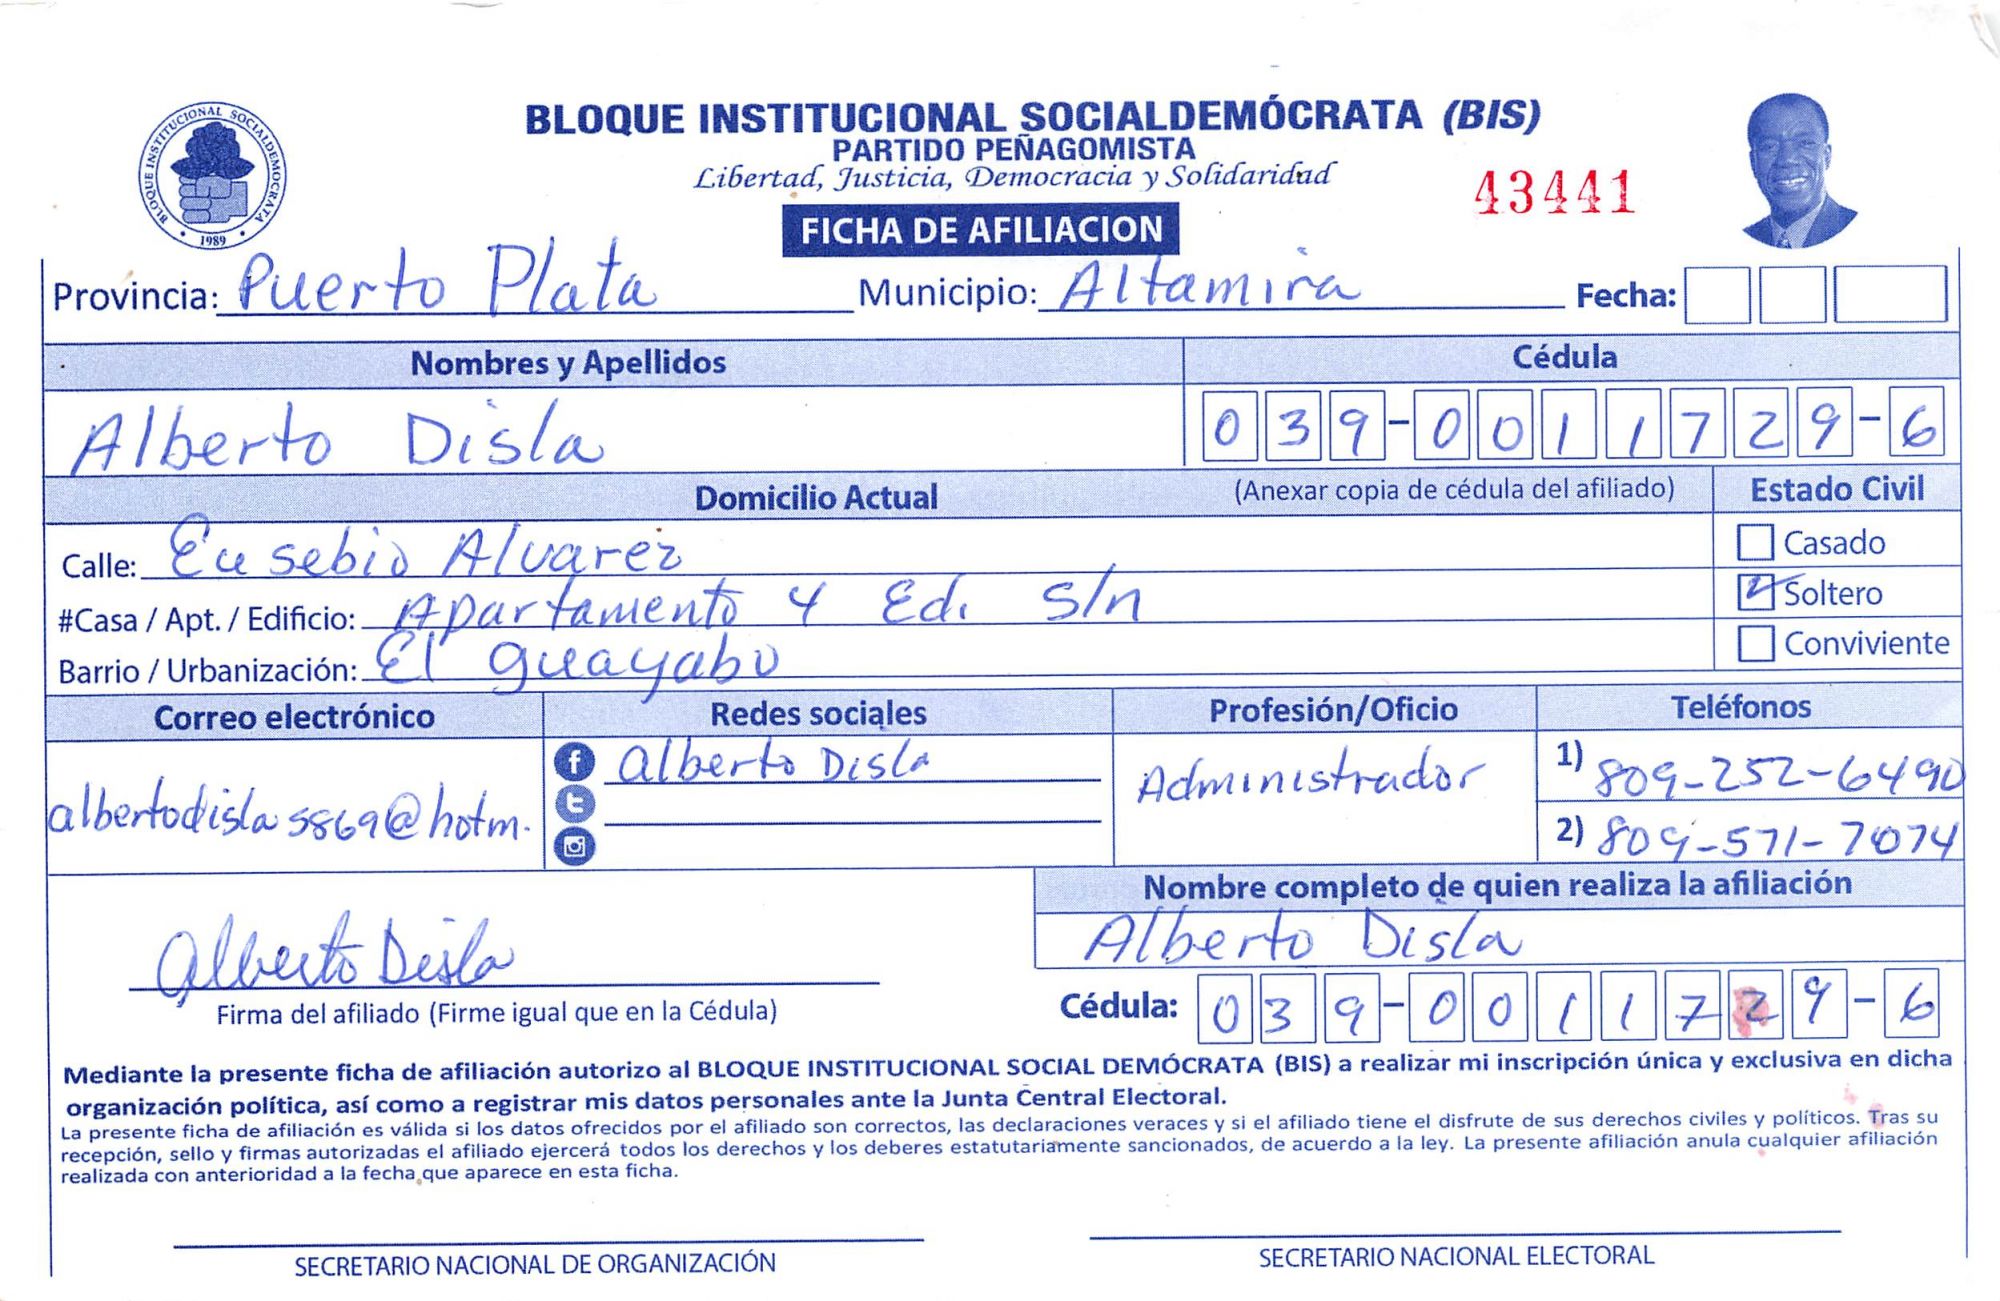 BLOQUE INSTITUCIONAL SOCIALDEMOCRATA
1989
BLOQUE INSTITUCIONAL SOCIALDEMÓCRATA (BIS)
PARTIDO PEÑAGOMISTA
Libertad, Justicia, Democracia y Solidaridad
43441
FICHA DE AFILIACION
Provincia: Puerto Plata Municipio: Altamira Fecha:
Nombres y Apellidos Cédula
Alberto Disla 039-0011729-6
Domicilio Actual (Anexar copia de cédula del afiliado) Estado Civil
Calle: Eusebio Alvarez Casado
#Casa / Apt. / Edificio: Apartamento 4 Edi. S/n Soltero
Barrio / Urbanización: El guayabo Conviviente
Correo electrónico Redes sociales Profesión/Oficio Teléfonos
albertodisla5869@hotm. Alberto Disla Administrador 1) 809-252-6490
2) 809-571-7074
Nombre completo de quien realiza la afiliación
Alberto Disla
Alberto Disla
Firma del afiliado (Firme igual que en la Cédula) Cédula: 039-0011729-6
Mediante la presente ficha de afiliación autorizo al BLOQUE INSTITUCIONAL SOCIAL DEMÓCRATA (BIS) a realizar mi inscripción única y exclusiva en dicha
organización política, así como a registrar mis datos personales ante la Junta Central Electoral.
La presente ficha de afiliación es válida si los datos ofrecidos por el afiliado son correctos, las declaraciones veraces y si el afiliado tiene el disfrute de sus derechos civiles y políticos. Tras su
recepción, sello y firmas autorizadas el afiliado ejercerá todos los derechos y los deberes estatutariamente sancionados, de acuerdo a la ley. La presente afiliación anula cualquier afiliación
realizada con anterioridad a la fecha que aparece en esta ficha.
SECRETARIO NACIONAL DE ORGANIZACIÓN SECRETARIO NACIONAL ELECTORAL